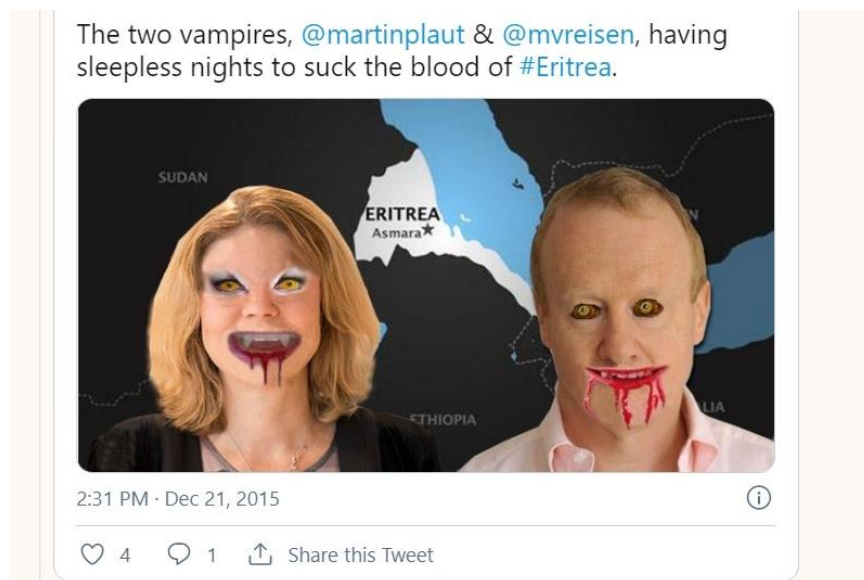 The two vampires, @martinplaut & @mvreisen, having
sleepless nights to suck the blood of #Eritrea.
SUDAN
ERITREA
Asmara
N
ETHIOPIA
LIA
2:31 PM · Dec 21, 2015
4 1 Share this Tweet